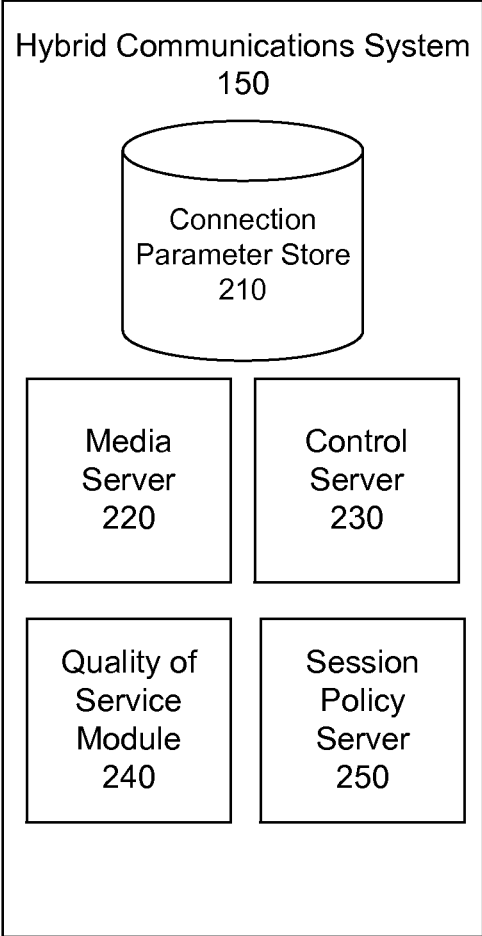 Hybrid Communications System
150
Connection
Parameter Store
210
Media
Server
220
Control
Server
230
Quality of
Service
Module
240
Session
Policy
Server
250